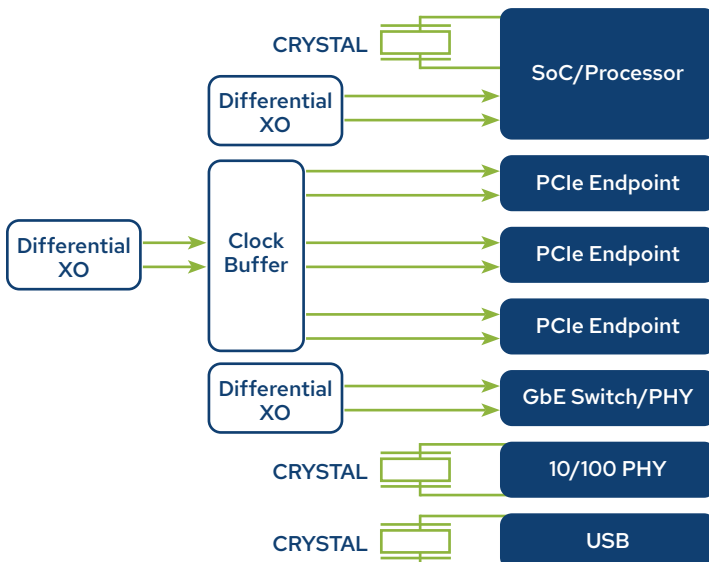 CRYSTAL
SoC/Processor
Differential
XO
PCIe Endpoint
Differential
XO
Clock
Buffer
PCIe Endpoint
PCIe Endpoint
Differential
XO
GbE Switch/PHY
CRYSTAL
10/100 PHY
CRYSTAL
USB